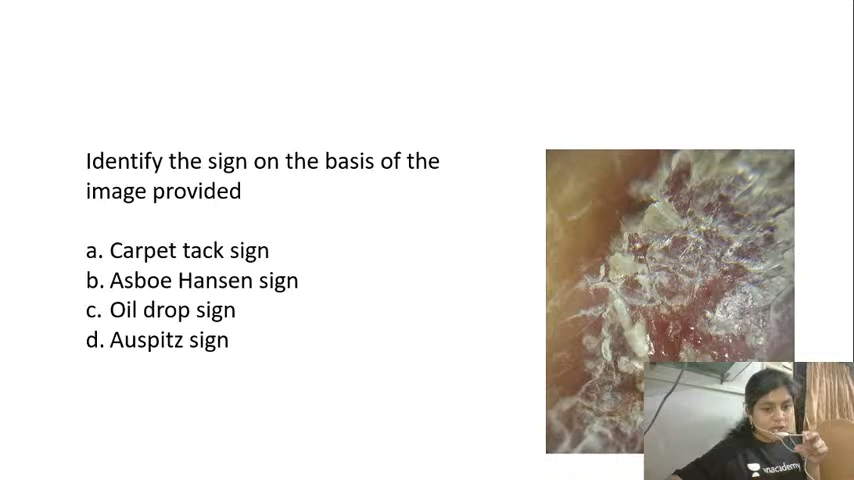 Identify the sign on the basis of the
image provided
a. Carpet tack sign
b. Asboe Hansen sign
c. Oil drop sign
d. Auspitz sign
unacademy